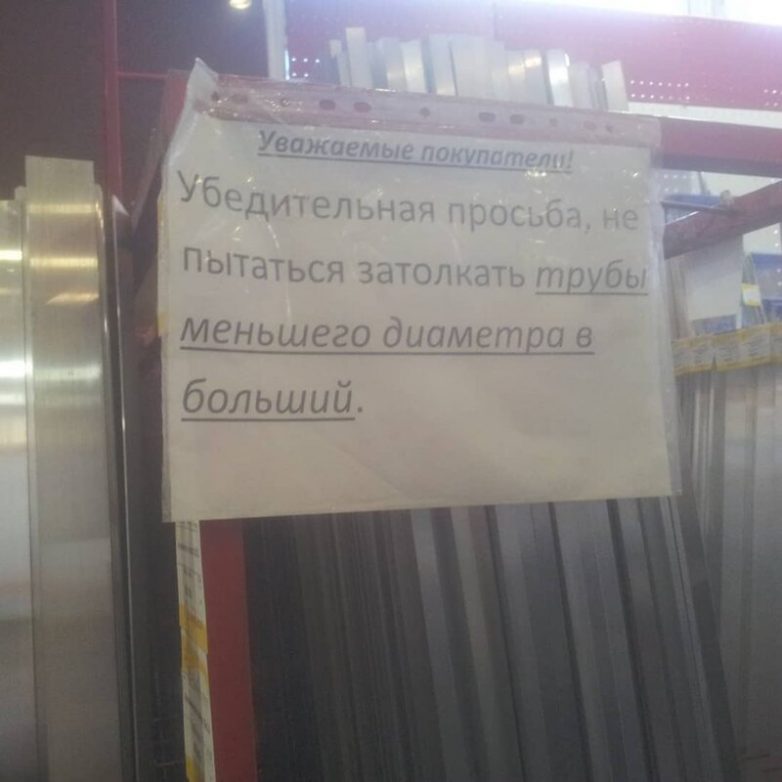 Уважаемые покупатели!
Убедительная просьба, не
пытаться затолкать трубы
меньшего диаметра в
больший.